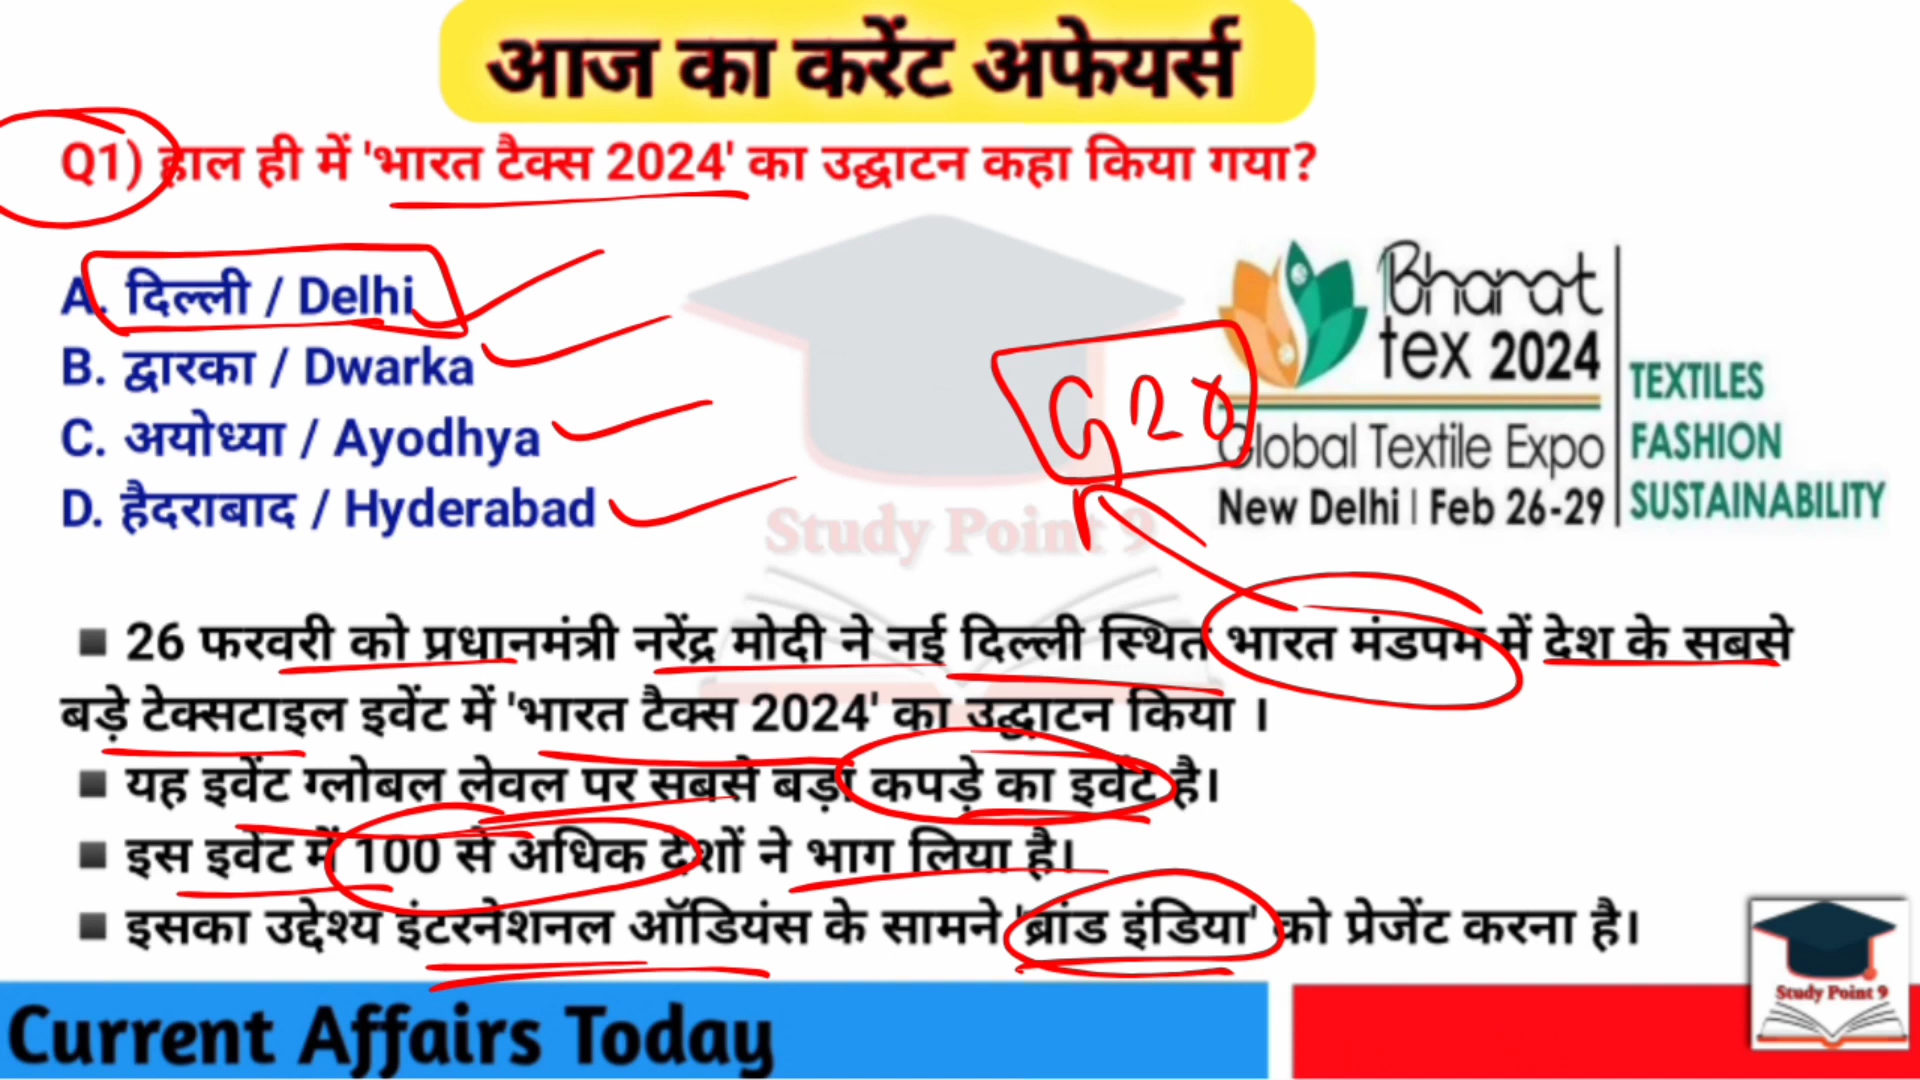 आज का करेंट अफेयर्स
Q1) हाल ही में 'भारत टैक्स 2024' का उद्घाटन कहा किया गया?
A. दिल्ली / Delhi
B. द्वारका / Dwarka
C. अयोध्या / Ayodhya
D. हैदराबाद / Hyderabad
G20
Bharat
tex 2024
Global Textile Expo
New Delhi | Feb 26-29
TEXTILES
FASHION
SUSTAINABILITY
Study Point 9
▪ 26 फरवरी को प्रधानमंत्री नरेंद्र मोदी ने नई दिल्ली स्थित भारत मंडपम में देश के सबसे
बड़े टेक्सटाइल इवेंट में 'भारत टैक्स 2024' का उद्घाटन किया ।
▪ यह इवेंट ग्लोबल लेवल पर सबसे बड़ा कपड़े का इवेंट है।
▪ इस इवेंट में 100 से अधिक देशों ने भाग लिया है।
▪ इसका उद्देश्य इंटरनेशनल ऑडियंस के सामने 'ब्रांड इंडिया' को प्रेजेंट करना है।
Study Point 9
Current Affairs Today